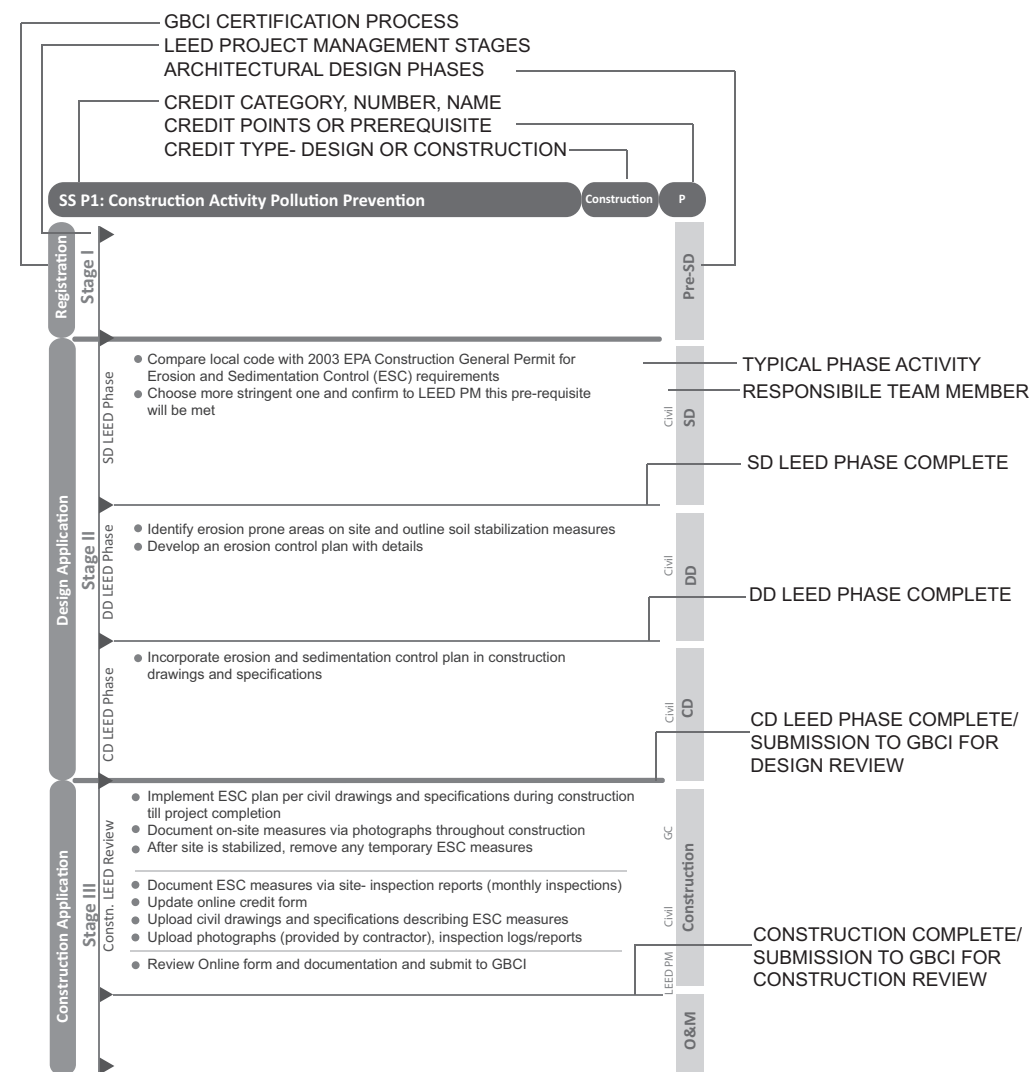 GBCI CERTIFICATION PROCESS
LEED PROJECT MANAGEMENT STAGES
ARCHITECTURAL DESIGN PHASES
CREDIT CATEGORY, NUMBER, NAME
CREDIT POINTS OR PREREQUISITE
CREDIT TYPE- DESIGN OR CONSTRUCTION
SS P1: Construction Activity Pollution Prevention
Construction
P
Registration
Stage I
Pre-SD
Design Application
Stage II
SD LEED Phase
• Compare local code with 2003 EPA Construction General Permit for
Erosion and Sedimentation Control (ESC) requirements
• Choose more stringent one and confirm to LEED PM this pre-requisite
will be met
Civil
SD
TYPICAL PHASE ACTIVITY
RESPONSIBILE TEAM MEMBER
SD LEED PHASE COMPLETE
DD LEED Phase
• Identify erosion prone areas on site and outline soil stabilization measures
• Develop an erosion control plan with details
Civil
DD
DD LEED PHASE COMPLETE
CD LEED Phase
• Incorporate erosion and sedimentation control plan in construction
drawings and specifications
Civil
CD
CD LEED PHASE COMPLETE/
SUBMISSION TO GBCI FOR
DESIGN REVIEW
Construction Application
Stage III
Constn. LEED Review
• Implement ESC plan per civil drawings and specifications during construction
till project completion
• Document on-site measures via photographs throughout construction
• After site is stabilized, remove any temporary ESC measures
GC
• Document ESC measures via site- inspection reports (monthly inspections)
• Update online credit form
• Upload civil drawings and specifications describing ESC measures
• Upload photographs (provided by contractor), inspection logs/reports
Civil
Construction
• Review Online form and documentation and submit to GBCI
LEED PM
CONSTRUCTION COMPLETE/
SUBMISSION TO GBCI FOR
CONSTRUCTION REVIEW
O&M